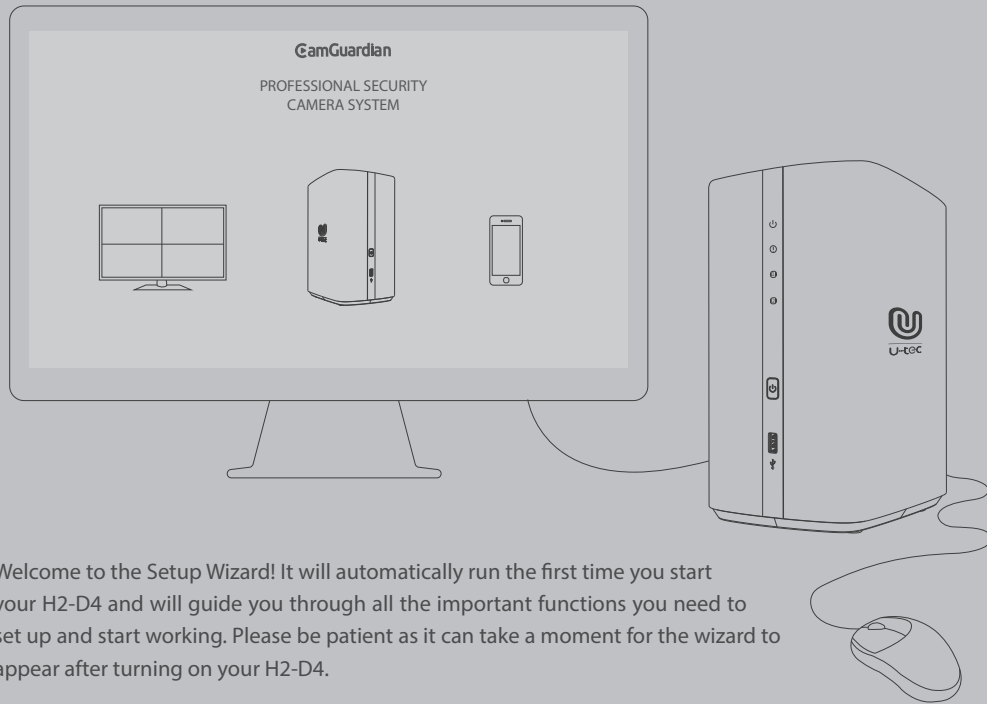 CamGuardian
PROFESSIONAL SECURITY
CAMERA SYSTEM
U-tec
Welcome to the Setup Wizard! It will automatically run the first time you start
your H2-D4 and will guide you through all the important functions you need to
set up and start working. Please be patient as it can take a moment for the wizard to
appear after turning on your H2-D4.